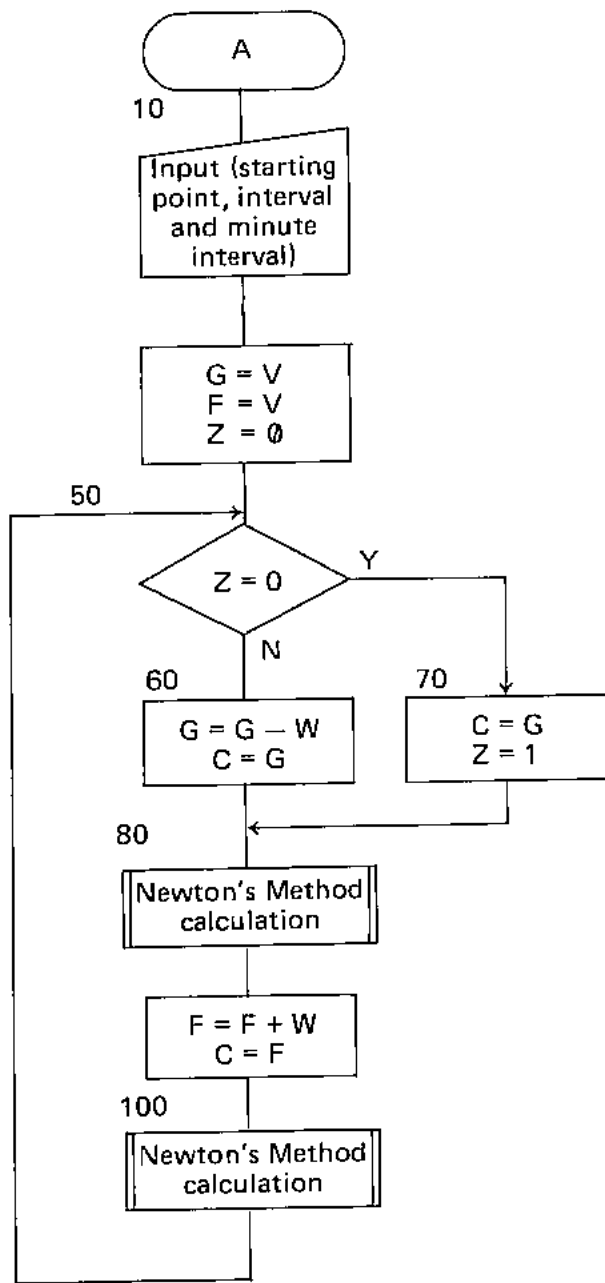 A
10
Input (starting
point, interval
and minute
interval)
G = V
F = V
Z = 0
50
Z = 0
Y
N
60
G = G – W
C = G
70
C = G
Z = 1
80
Newton's Method
calculation
F = F + W
C = F
100
Newton's Method
calculation